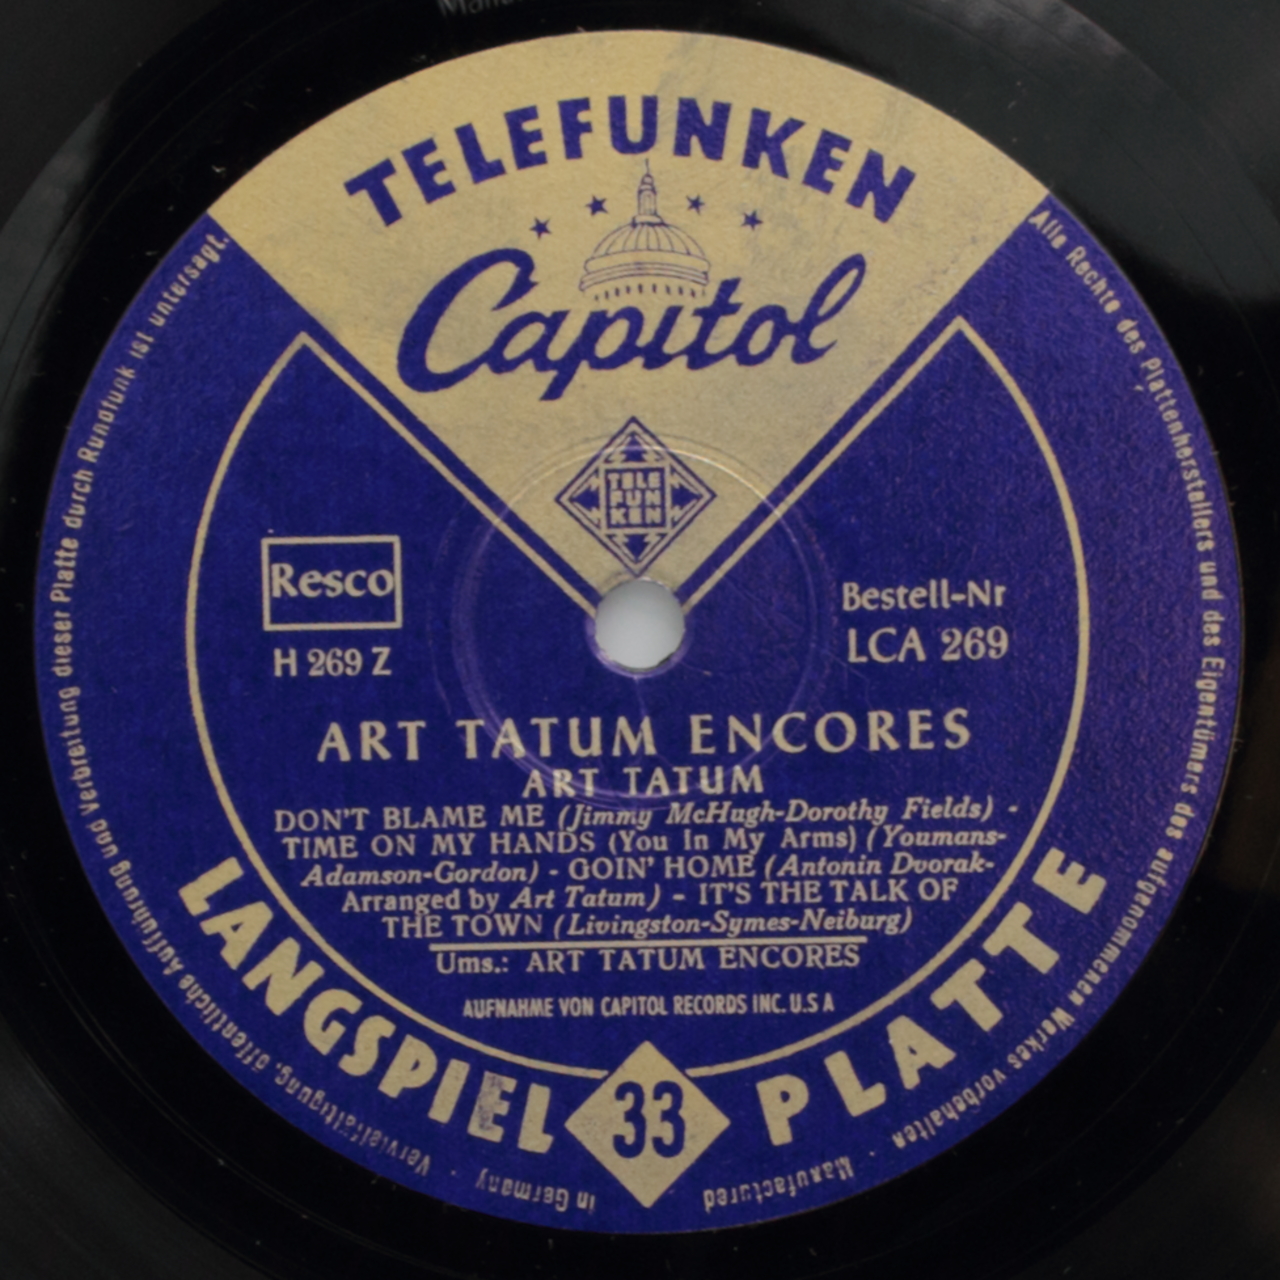 TELEFUNKEN
Capitol
TELE
FUN
KEN
Resco
H 269 Z
Bestell-Nr
LCA 269
ART TATUM ENCORES
ART TATUM
DON'T BLAME ME (Jimmy McHugh-Dorothy Fields) -
TIME ON MY HANDS (You In My Arms) (Youmans-
Adamson-Gordon) - GOIN' HOME (Antonin Dvorak-
Arranged by Art Tatum) - IT'S THE TALK OF
THE TOWN (Livingston-Symes-Neiburg)
Ums.: ART TATUM ENCORES
AUFNAHME VON CAPITOL RECORDS INC. U.S A
LANGSPIEL 33 PLATTE
Alle Rechte des Plattenherstellers und des Eigentümers des aufgenommenen Werkes vorbehalten · Manufactured in Germany · Vervielfältigung, öffentliche Aufführung und Verbreitung dieser Platte durch Rundfunk ist untersagt.